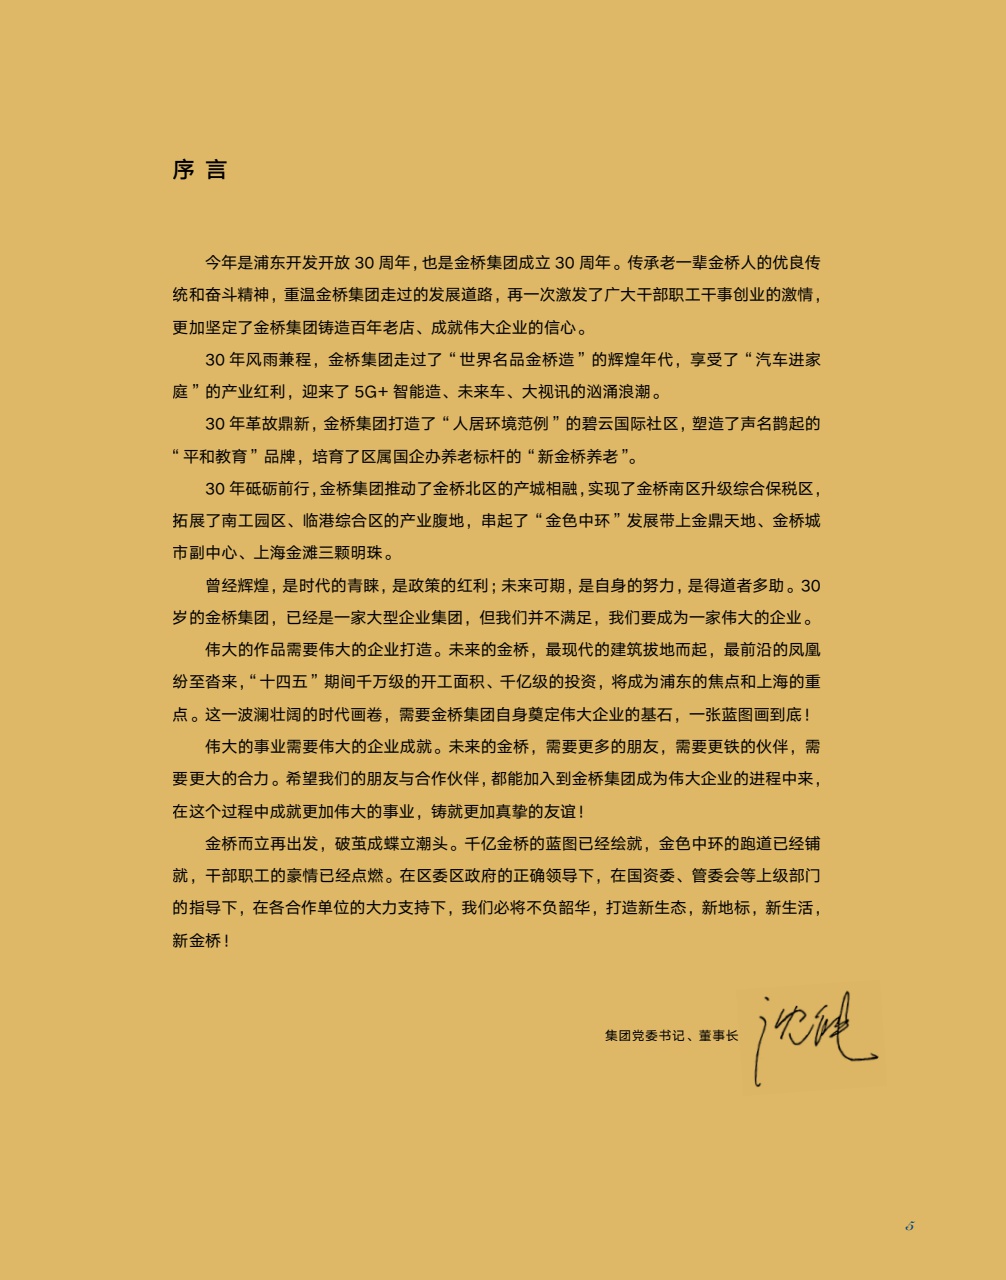 序 言
今年是浦东开发开放 30 周年，也是金桥集团成立 30 周年。传承老一辈金桥人的优良传
统和奋斗精神，重温金桥集团走过的发展道路，再一次激发了广大干部职工干事创业的激情，
更加坚定了金桥集团铸造百年老店、成就伟大企业的信心。
30 年风雨兼程，金桥集团走过了“世界名品金桥造”的辉煌年代，享受了“汽车进家
庭”的产业红利，迎来了 5G+ 智能造、未来车、大视讯的汹涌浪潮。
30 年革故鼎新，金桥集团打造了“人居环境范例”的碧云国际社区，塑造了声名鹊起的
“平和教育”品牌，培育了区属国企办养老标杆的“新金桥养老”。
30 年砥砺前行，金桥集团推动了金桥北区的产城相融，实现了金桥南区升级综合保税区，
拓展了南工园区、临港综合区的产业腹地，串起了“金色中环”发展带上金鼎天地、金桥城
市副中心、上海金滩三颗明珠。
曾经辉煌，是时代的青睐，是政策的红利；未来可期，是自身的努力，是得道者多助。30
岁的金桥集团，已经是一家大型企业集团，但我们并不满足，我们要成为一家伟大的企业。
伟大的作品需要伟大的企业打造。未来的金桥，最现代的建筑拔地而起，最前沿的凤凰
纷至沓来，“十四五”期间千万级的开工面积、千亿级的投资，将成为浦东的焦点和上海的重
点。这一波澜壮阔的时代画卷，需要金桥集团自身奠定伟大企业的基石，一张蓝图画到底！
伟大的事业需要伟大的企业成就。未来的金桥，需要更多的朋友，需要更铁的伙伴，需
要更大的合力。希望我们的朋友与合作伙伴，都能加入到金桥集团成为伟大企业的进程中来，
在这个过程中成就更加伟大的事业，铸就更加真挚的友谊！
金桥而立再出发，破茧成蝶立潮头。千亿金桥的蓝图已经绘就，金色中环的跑道已经铺
就，干部职工的豪情已经点燃。在区委区政府的正确领导下，在国资委、管委会等上级部门
的指导下，在各合作单位的大力支持下，我们必将不负韶华，打造新生态，新地标，新生活，
新金桥！
集团党委书记、董事长
5